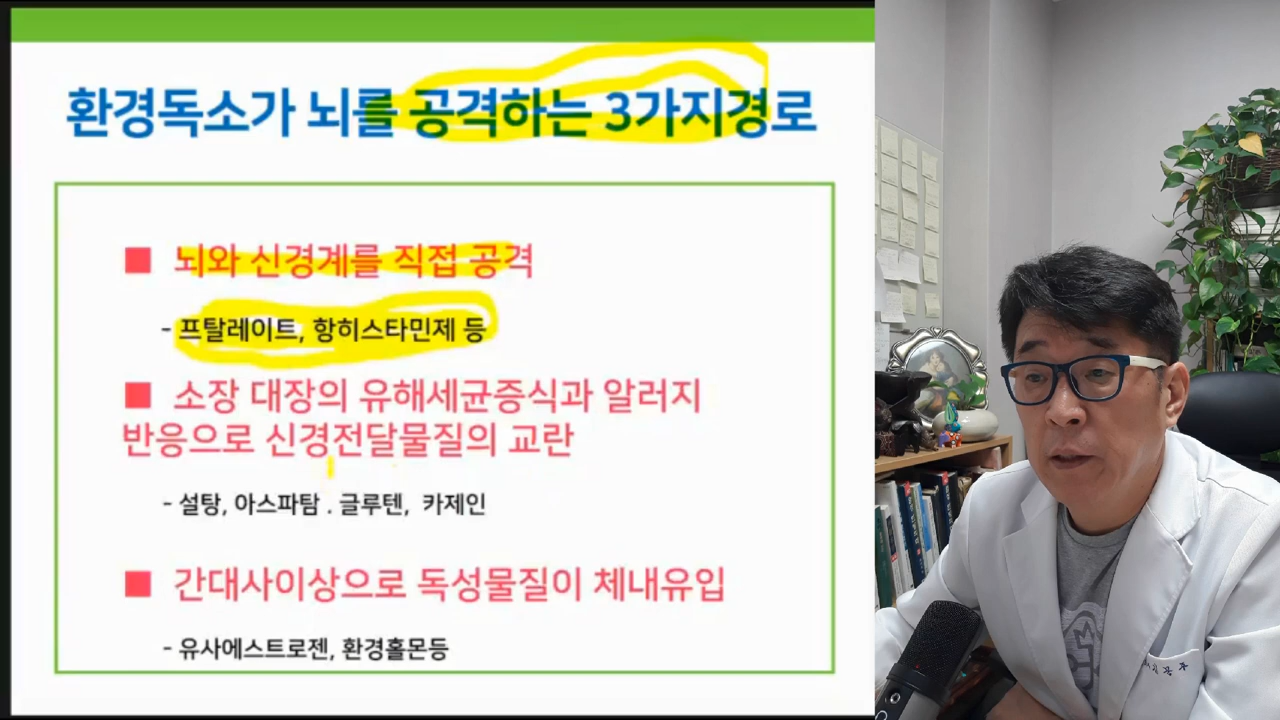 환경독소가 뇌를 공격하는 3가지경로
■ 뇌와 신경계를 직접 공격
- 프탈레이트, 항히스타민제 등
■ 소장 대장의 유해세균증식과 알러지
반응으로 신경전달물질의 교란
- 설탕, 아스파탐 . 글루텐, 카제인
■ 간대사이상으로 독성물질이 체내유입
- 유사에스트로젠, 환경홀몬등